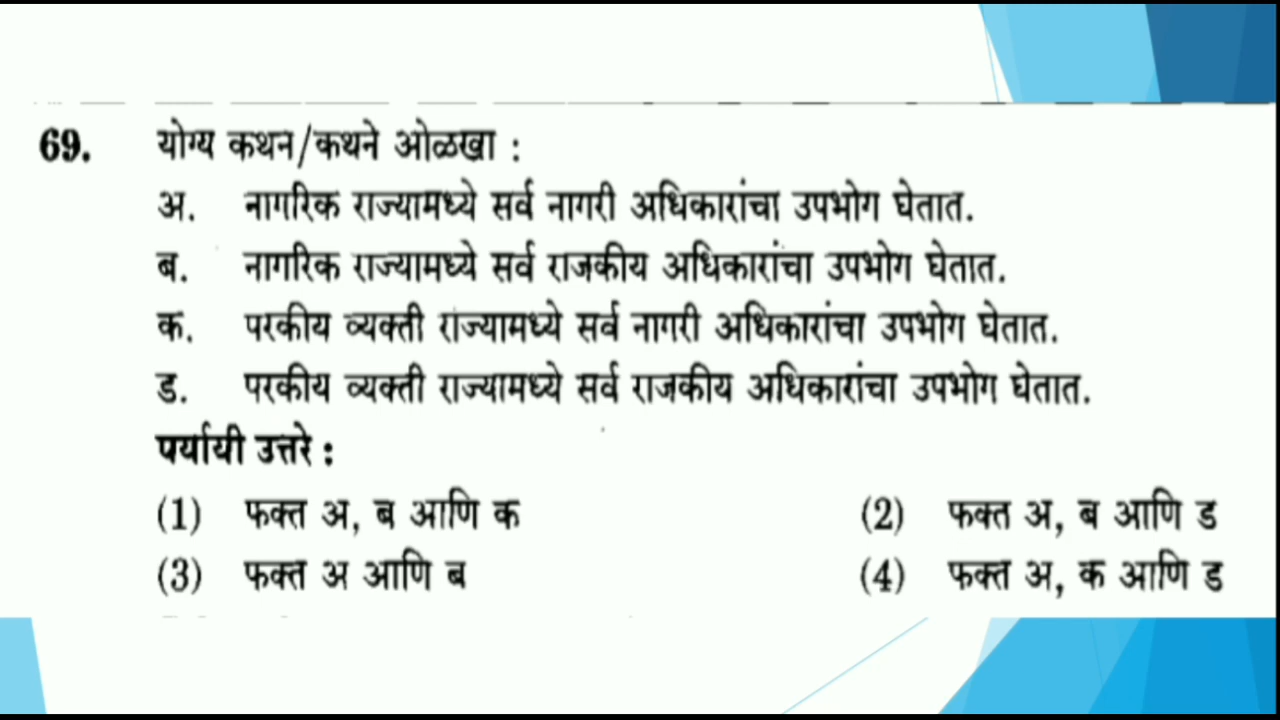 69. योग्य कथन/कथने ओळखा :
अ. नागरिक राज्यामध्ये सर्व नागरी अधिकारांचा उपभोग घेतात.
ब. नागरिक राज्यामध्ये सर्व राजकीय अधिकारांचा उपभोग घेतात.
क. परकीय व्यक्ती राज्यामध्ये सर्व नागरी अधिकारांचा उपभोग घेतात.
ड. परकीय व्यक्ती राज्यामध्ये सर्व राजकीय अधिकारांचा उपभोग घेतात.
पर्यायी उत्तरे :
(1) फक्त अ, ब आणि क (2) फक्त अ, ब आणि ड
(3) फक्त अ आणि ब (4) फक्त अ, क आणि ड